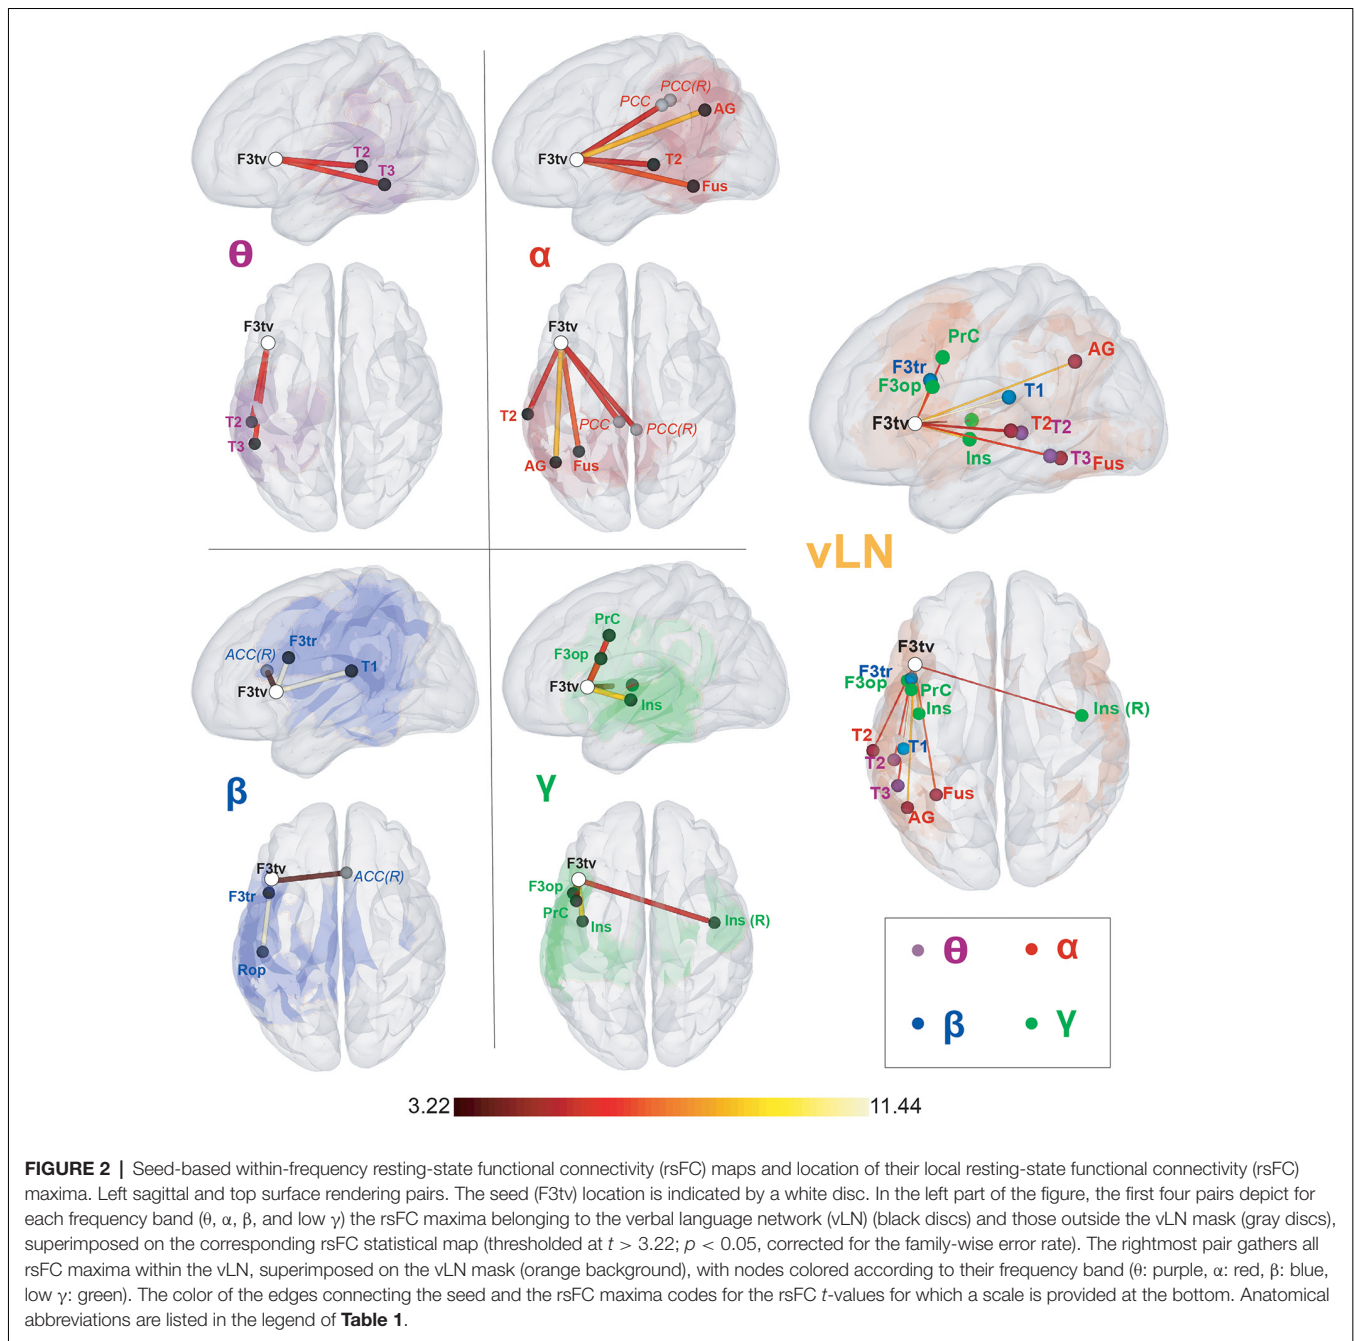 PCC(R)
PCC
AG
F3tv
T2
T3
F3tv
T2
Fus
θ
α
F3tv
T2
T3
F3tv
T2
PCC
PCC(R)
AG
Fus
PrC
F3tr
F3op
AG
T1
F3tv
T2
T2
Ins
T3
Fus
vLN
F3tr
ACC(R)
T1
F3tv
PrC
F3op
F3tv
Ins
β
γ
F3tv
F3tr
ACC(R)
Rop
F3tv
F3op
PrC
Ins
Ins (R)
F3tv
F3tr
F3op
PrC
Ins
Ins (R)
T2
T1
T2
T3
Fus
AG
θ
α
β
γ
3.22
11.44
FIGURE 2 | Seed-based within-frequency resting-state functional connectivity (rsFC) maps and location of their local resting-state functional connectivity (rsFC)
maxima. Left sagittal and top surface rendering pairs. The seed (F3tv) location is indicated by a white disc. In the left part of the figure, the first four pairs depict for
each frequency band (θ, α, β, and low γ) the rsFC maxima belonging to the verbal language network (vLN) (black discs) and those outside the vLN mask (gray discs),
superimposed on the corresponding rsFC statistical map (thresholded at t > 3.22; p < 0.05, corrected for the family-wise error rate). The rightmost pair gathers all
rsFC maxima within the vLN, superimposed on the vLN mask (orange background), with nodes colored according to their frequency band (θ: purple, α: red, β: blue,
low γ: green). The color of the edges connecting the seed and the rsFC maxima codes for the rsFC t-values for which a scale is provided at the bottom. Anatomical
abbreviations are listed in the legend of Table 1.